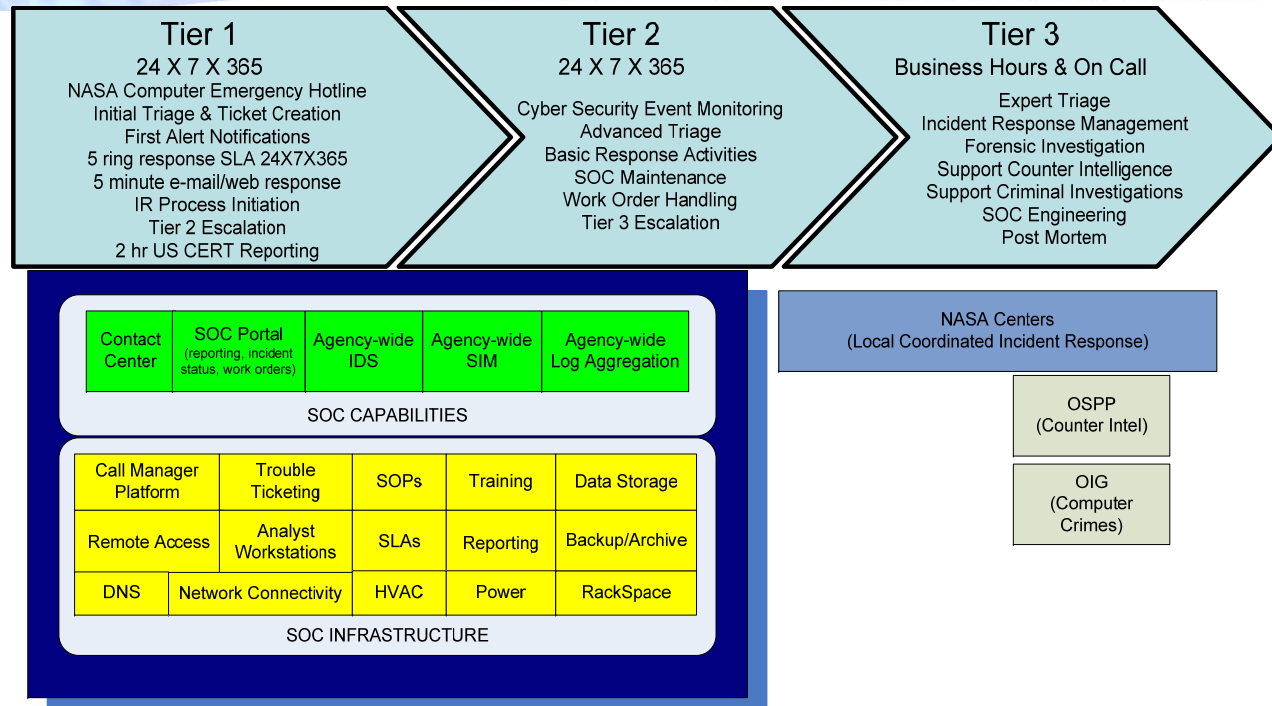 Tier 1
24 X 7 X 365
NASA Computer Emergency Hotline
Initial Triage & Ticket Creation
First Alert Notifications
5 ring response SLA 24X7X365
5 minute e-mail/web response
IR Process Initiation
Tier 2 Escalation
2 hr US CERT Reporting
Tier 2
24 X 7 X 365
Cyber Security Event Monitoring
Advanced Triage
Basic Response Activities
SOC Maintenance
Work Order Handling
Tier 3 Escalation
Tier 3
Business Hours & On Call
Expert Triage
Incident Response Management
Forensic Investigation
Support Counter Intelligence
Support Criminal Investigations
SOC Engineering
Post Mortem
Contact
Center
SOC Portal
(reporting, incident
status, work orders)
Agency-wide
IDS
Agency-wide
SIM
Agency-wide
Log Aggregation
SOC CAPABILITIES
Call Manager
Platform
Trouble
Ticketing
SOPs
Training
Data Storage
Remote Access
Analyst
Workstations
SLAs
Reporting
Backup/Archive
DNS
Network Connectivity
HVAC
Power
RackSpace
SOC INFRASTRUCTURE
NASA Centers
(Local Coordinated Incident Response)
OSPP
(Counter Intel)
OIG
(Computer
Crimes)